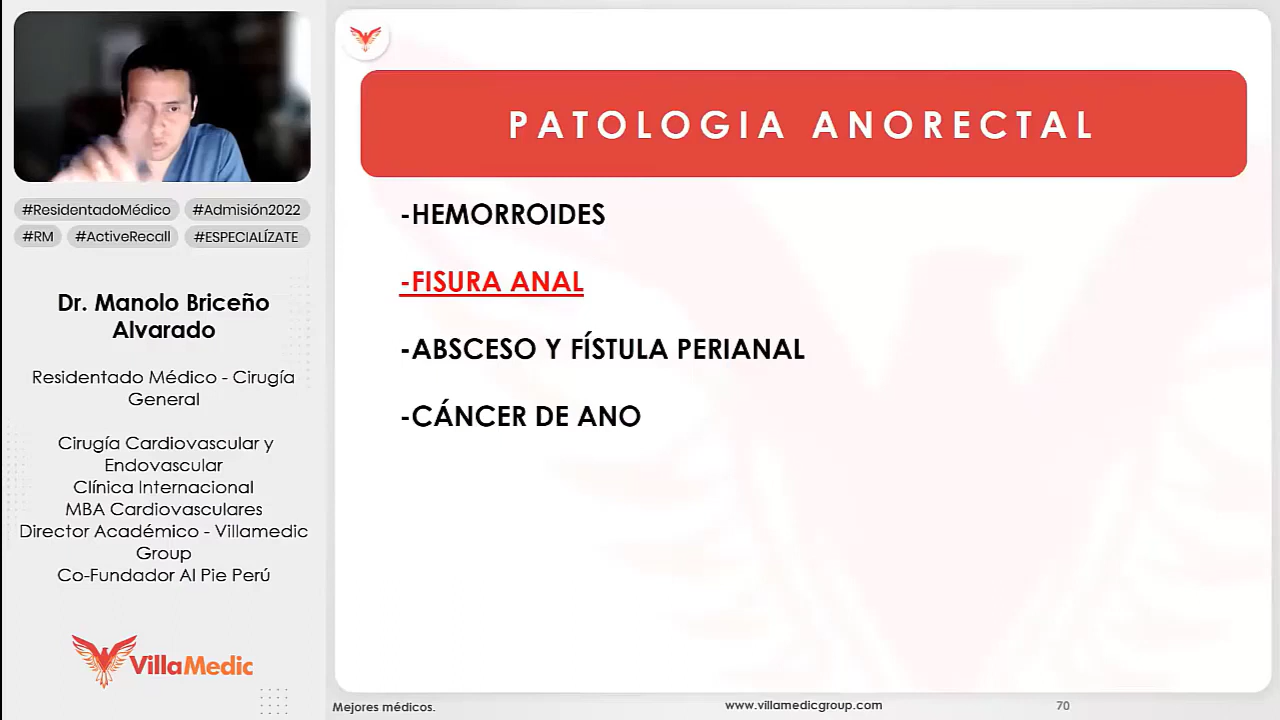 PATOLOGIA ANORECTAL
-HEMORROIDES
-FISURA ANAL
-ABSCESO Y FÍSTULA PERIANAL
-CÁNCER DE ANO
#ResidentadoMédico #Admisión2022
#RM #ActiveRecall #ESPECIALÍZATE
Dr. Manolo Briceño
Alvarado
Residentado Médico - Cirugía
General
Cirugía Cardiovascular y
Endovascular
Clínica Internacional
MBA Cardiovasculares
Director Académico - Villamedic
Group
Co-Fundador Al Pie Perú
VillaMedic
Mejores médicos.
www.villamedicgroup.com
70